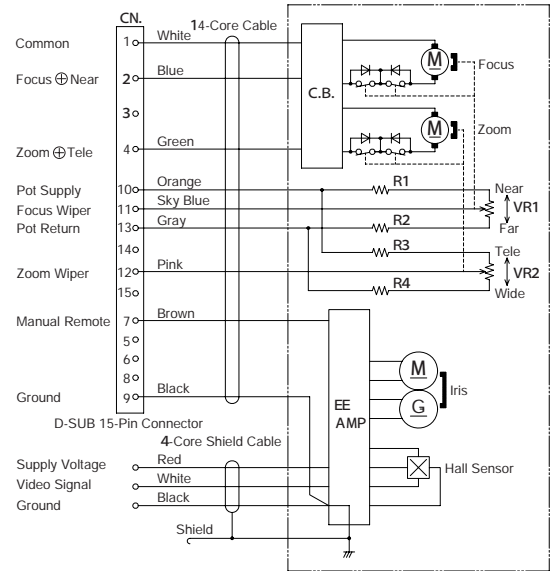 CN. 14-Core Cable
Common 1 White
Focus ⊕ Near 2 Blue
3
Zoom ⊕ Tele 4 Green
C.B.
M Focus
M Zoom
Pot Supply 10 Orange R1 Near
Focus Wiper 11 Sky Blue VR1
Pot Return 13 Gray R2 Far
14 R3 Tele
Zoom Wiper 12 Pink VR2
15 R4 Wide
Manual Remote 7 Brown
5
6
8
Ground 9 Black
D-SUB 15-Pin Connector
EE
AMP
M
G
Iris
4-Core Shield Cable
Supply Voltage Red
Video Signal White
Ground Black
Hall Sensor
Shield